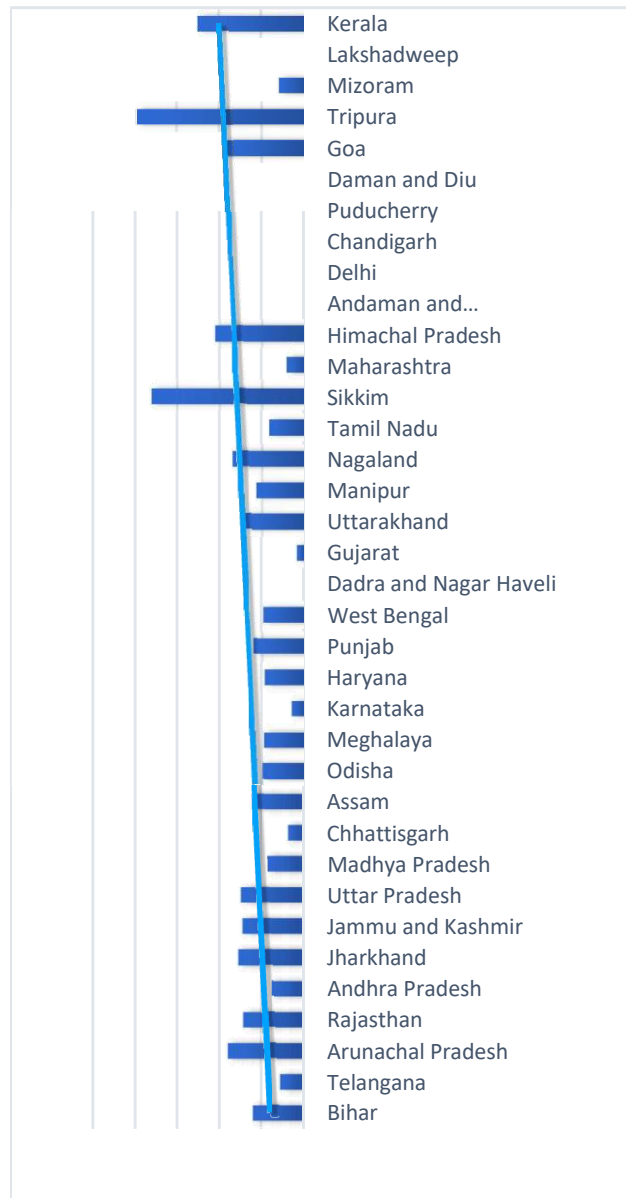 Kerala
Lakshadweep
Mizoram
Tripura
Goa
Daman and Diu
Puducherry
Chandigarh
Delhi
Andaman and...
Himachal Pradesh
Maharashtra
Sikkim
Tamil Nadu
Nagaland
Manipur
Uttarakhand
Gujarat
Dadra and Nagar Haveli
West Bengal
Punjab
Haryana
Karnataka
Meghalaya
Odisha
Assam
Chhattisgarh
Madhya Pradesh
Uttar Pradesh
Jammu and Kashmir
Jharkhand
Andhra Pradesh
Rajasthan
Arunachal Pradesh
Telangana
Bihar